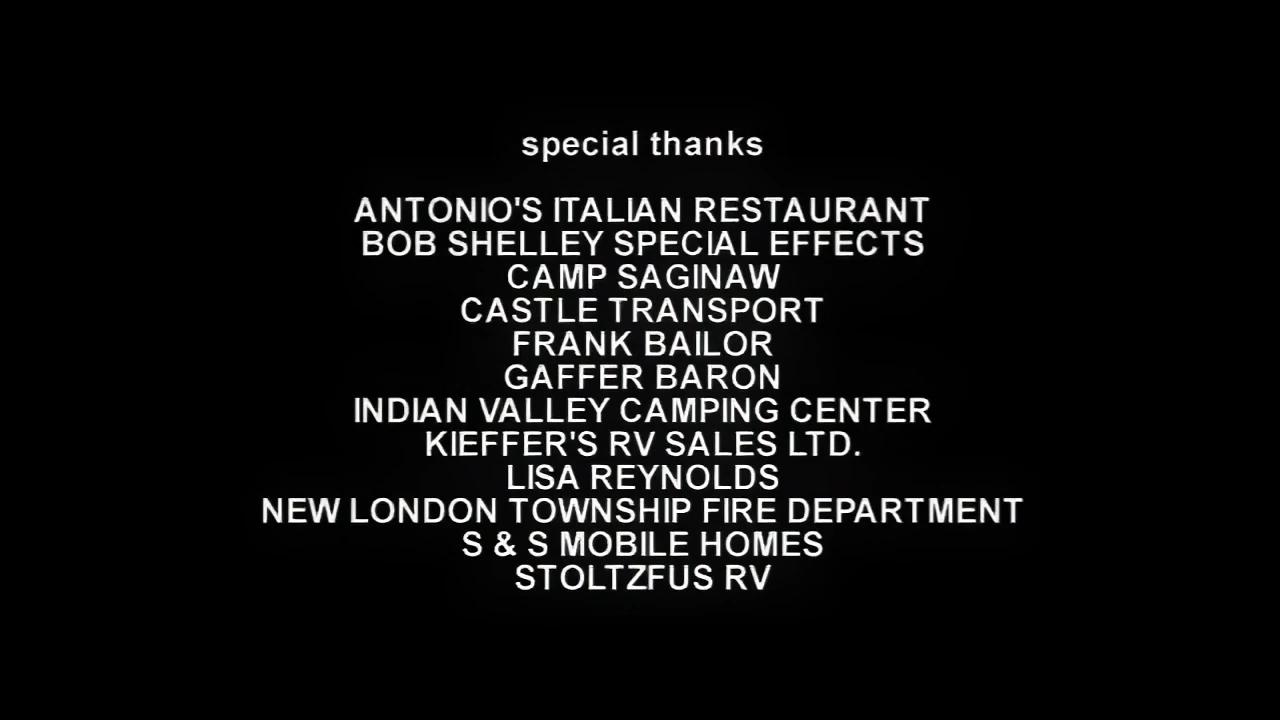 special thanks
ANTONIO'S ITALIAN RESTAURANT
BOB SHELLEY SPECIAL EFFECTS
CAMP SAGINAW
CASTLE TRANSPORT
FRANK BAILOR
GAFFER BARON
INDIAN VALLEY CAMPING CENTER
KIEFFER'S RV SALES LTD.
LISA REYNOLDS
NEW LONDON TOWNSHIP FIRE DEPARTMENT
S & S MOBILE HOMES
STOLTZFUS RV